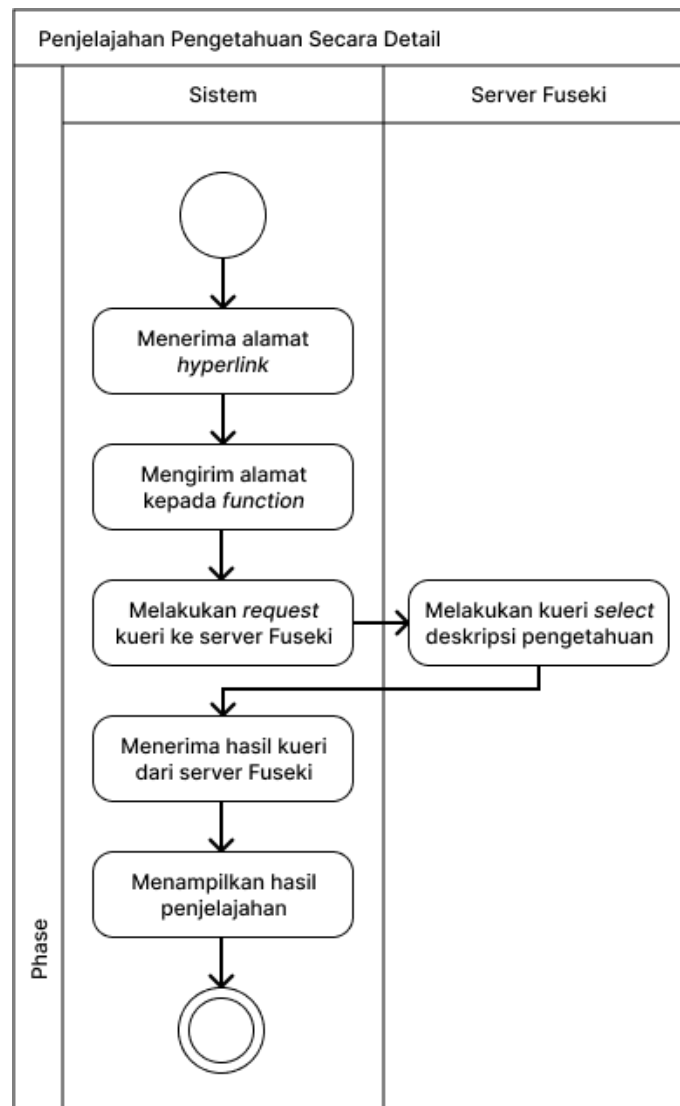 Penjelajahan Pengetahuan Secara Detail
Sistem
Server Fuseki
Menerima alamat
hyperlink
Mengirim alamat
kepada function
Melakukan request
kueri ke server Fuseki
Melakukan kueri select
deskripsi pengetahuan
Menerima hasil kueri
dari server Fuseki
Menampilkan hasil
penjelajahan
Phase